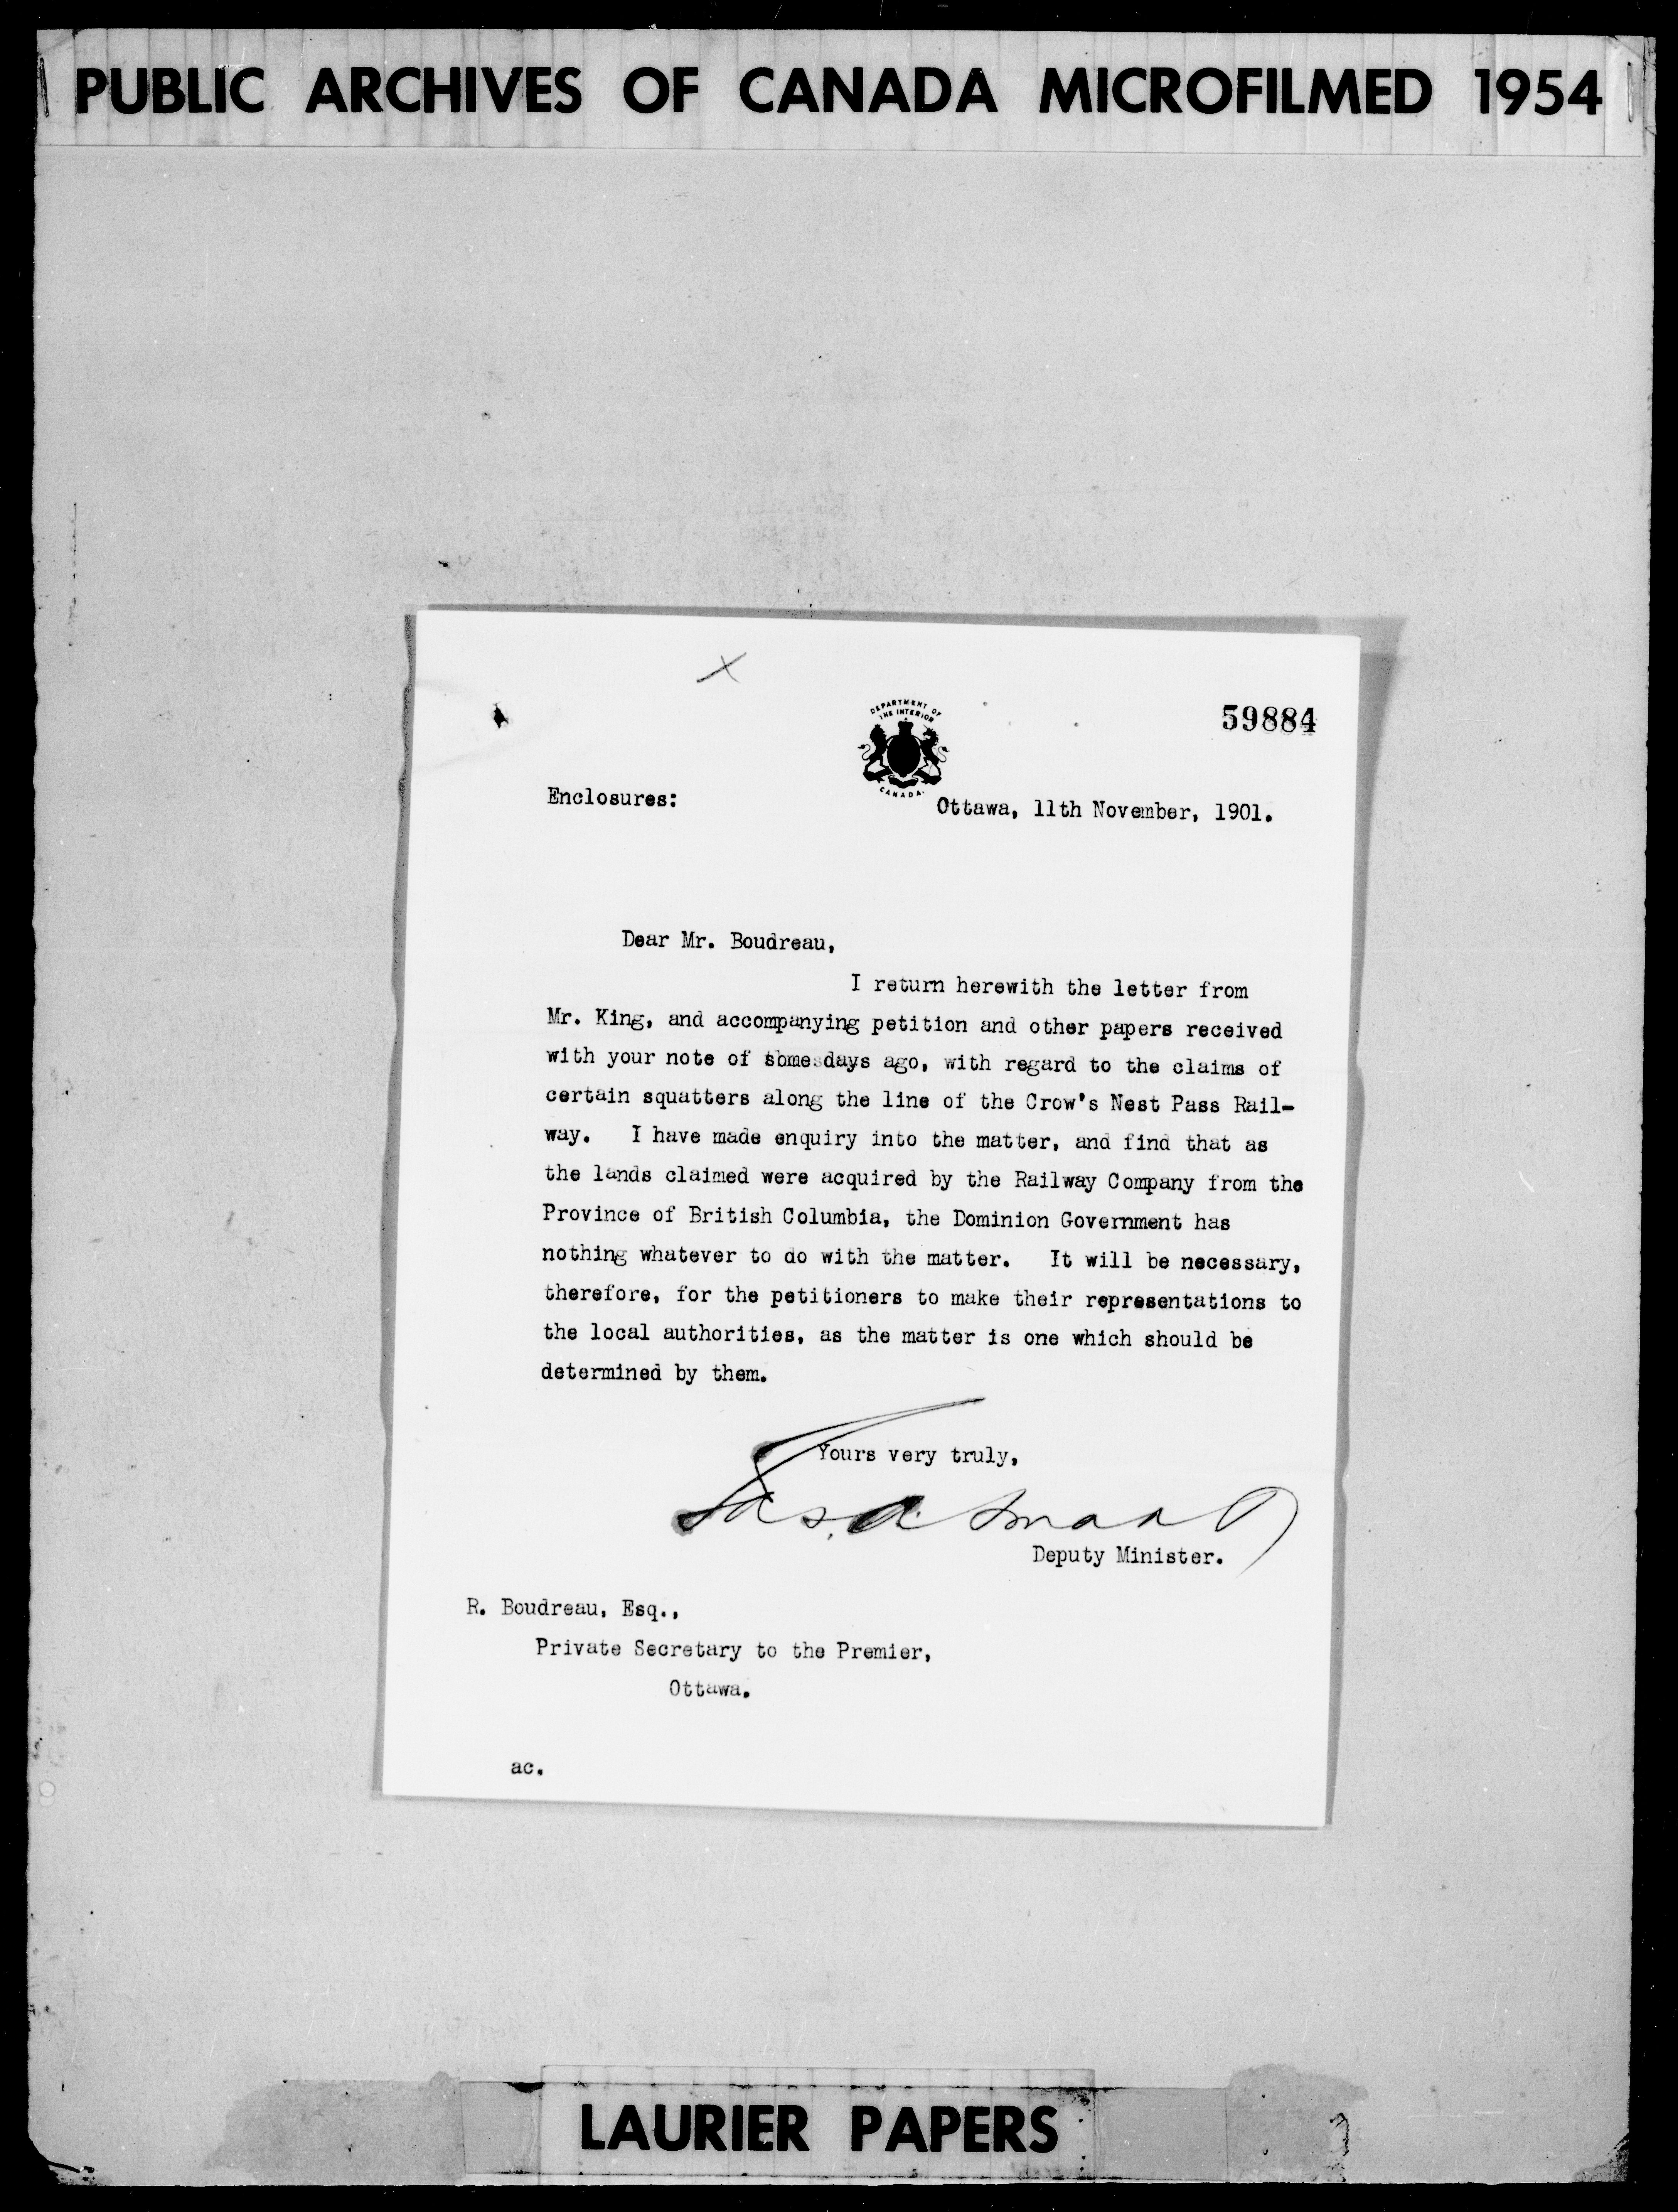 PUBLIC ARCHIVES OF CANADA MICROFILMED 1954
DEPARTMENT OF
THE INTERIOR
CANADA.
59884
Enclosures:
Ottawa, 11th November, 1901.
Dear Mr. Boudreau,
I return herewith the letter from
Mr. King, and accompanying petition and other papers received
with your note of some days ago, with regard to the claims of
certain squatters along the line of the Crow's Nest Pass Rail-
way. I have made enquiry into the matter, and find that as
the lands claimed were acquired by the Railway Company from the
Province of British Columbia, the Dominion Government has
nothing whatever to do with the matter. It will be necessary,
therefore, for the petitioners to make their representations to
the local authorities, as the matter is one which should be
determined by them.
Yours very truly,
Jas. A Smart
Deputy Minister.
R. Boudreau, Esq.,
Private Secretary to the Premier,
Ottawa.
ac.
LAURIER PAPERS